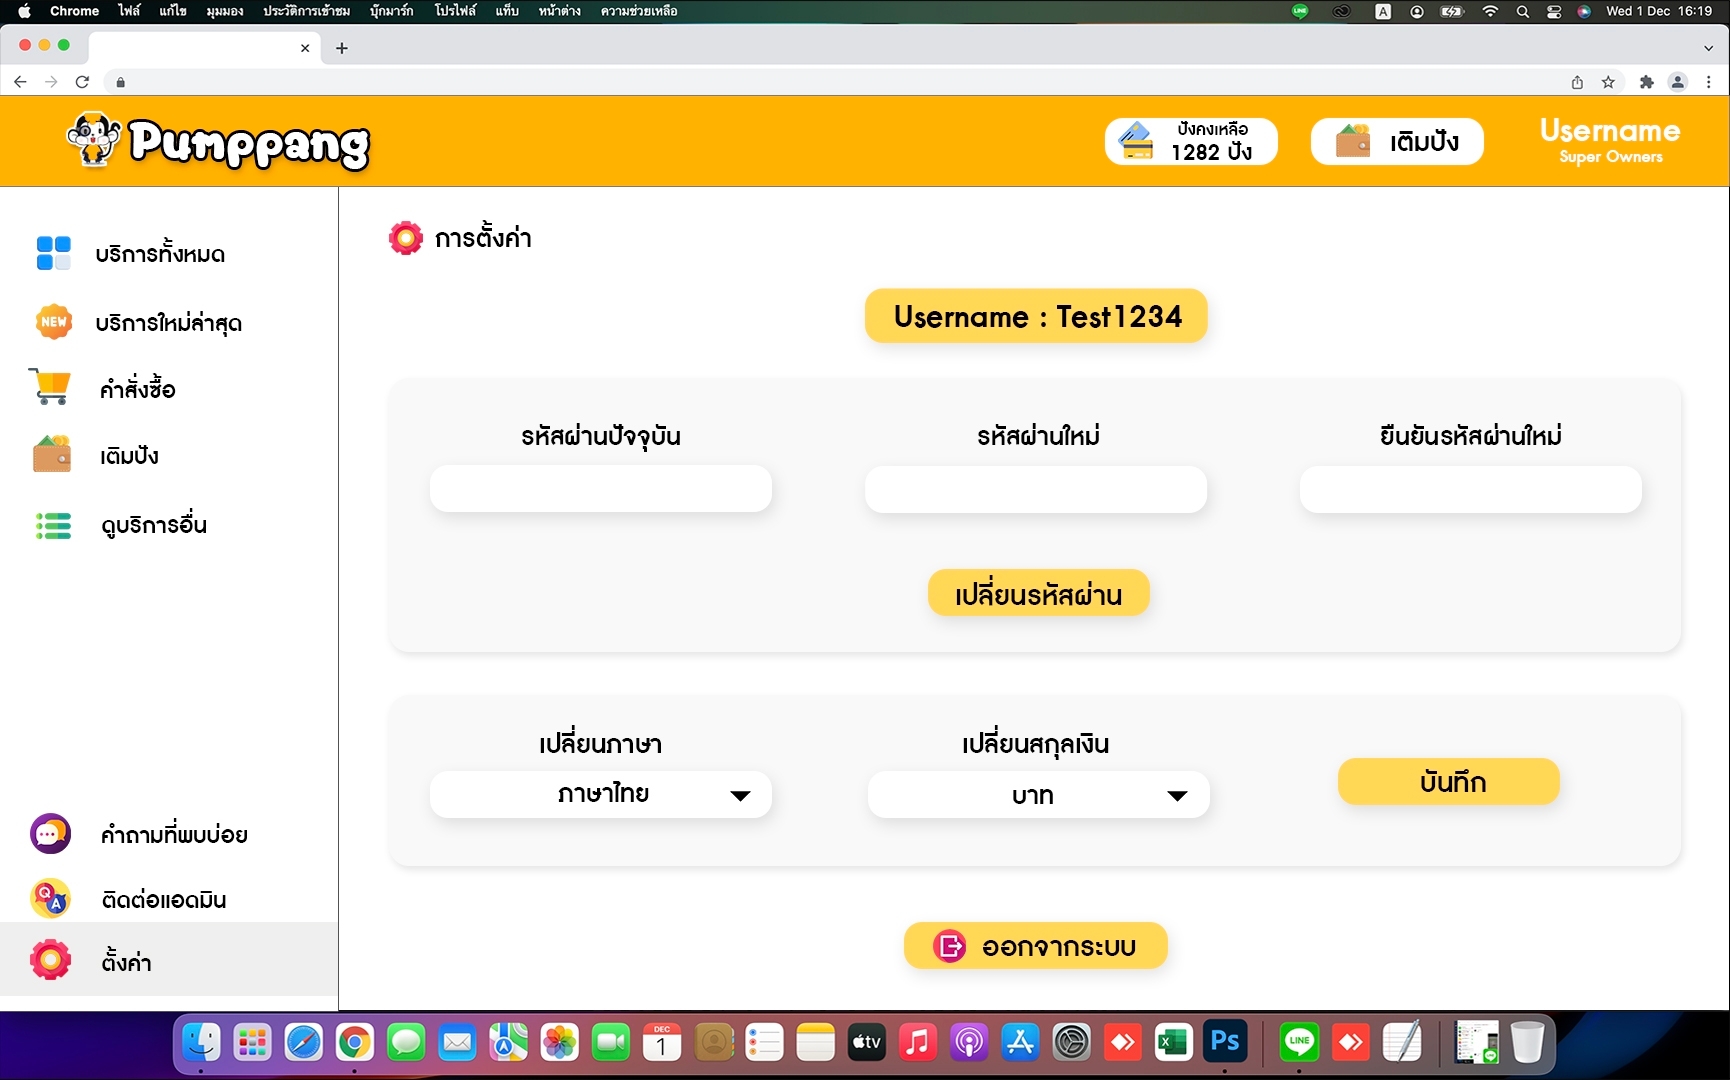 Chrome ไฟล์ แก้ไข มุมมอง ประวัติการเข้าชม บุ๊กมาร์ก โปรไฟล์ แท็บ หน้าต่าง ความช่วยเหลือ LINE A Wed 1 Dec 16:19
Pumppang
ปังคงเหลือ
1282 ปัง
เติมปัง
Username
Super Owners
บริการทั้งหมด
NEW บริการใหม่ล่าสุด
คำสั่งซื้อ
เติมปัง
ดูบริการอื่น
คำถามที่พบบ่อย
Q A ติดต่อแอดมิน
ตั้งค่า
การตั้งค่า
Username : Test1234
รหัสผ่านปัจจุบัน
รหัสผ่านใหม่
ยืนยันรหัสผ่านใหม่
เปลี่ยนรหัสผ่าน
เปลี่ยนภาษา
ภาษาไทย
เปลี่ยนสกุลเงิน
บาท
บันทึก
ออกจากระบบ
DEC
1
tv
Ps
LINE